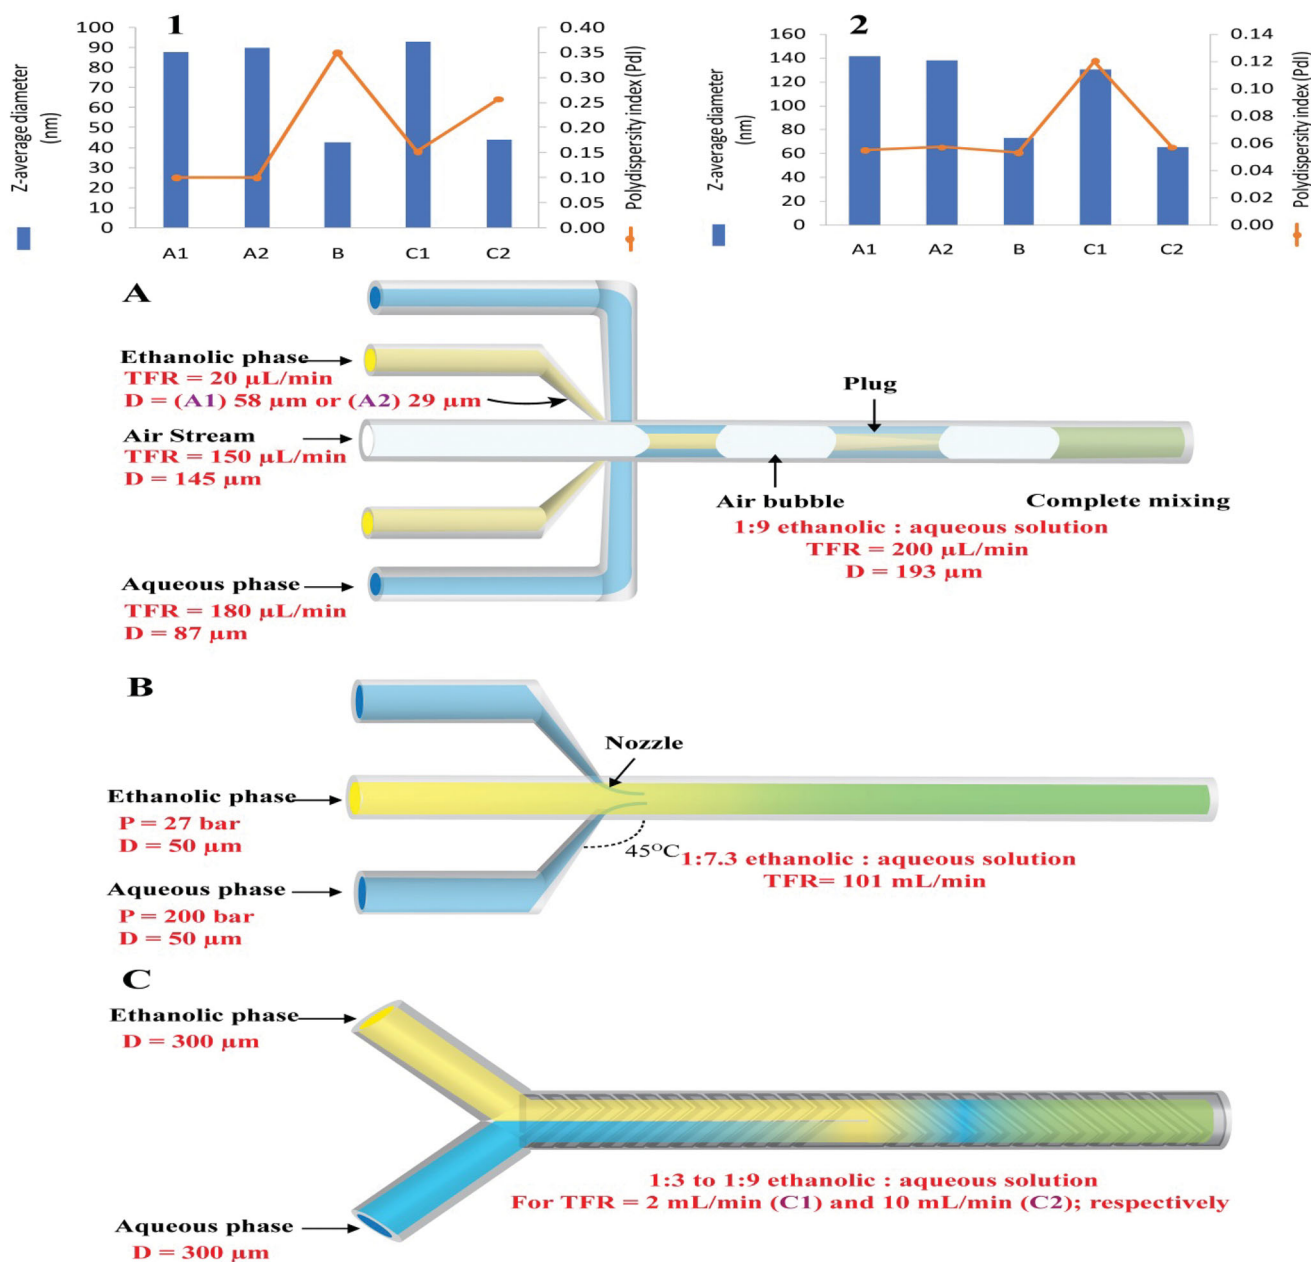 1
100
90
80
70
60
50
40
30
20
10
0
Z-average diameter
(nm)
0.40
0.35
0.30
0.25
0.20
0.15
0.10
0.05
0.00
Polydispersity index (PdI)
A1 A2 B C1 C2
2
160
140
120
100
80
60
40
20
0
Z-average diameter
(nm)
0.14
0.12
0.10
0.08
0.06
0.04
0.02
0.00
Polydispersity index (PdI)
A1 A2 B C1 C2
A
Ethanolic phase
TFR = 20 μL/min
D = (A1) 58 μm or (A2) 29 μm
Air Stream
TFR = 150 μL/min
D = 145 μm
Aqueous phase
TFR = 180 μL/min
D = 87 μm
Plug
Air bubble
Complete mixing
1:9 ethanolic : aqueous solution
TFR = 200 μL/min
D = 193 μm
B
Nozzle
Ethanolic phase
P = 27 bar
D = 50 μm
Aqueous phase
P = 200 bar
D = 50 μm
45°C
1:7.3 ethanolic : aqueous solution
TFR= 101 mL/min
C
Ethanolic phase
D = 300 μm
Aqueous phase
D = 300 μm
1:3 to 1:9 ethanolic : aqueous solution
For TFR = 2 mL/min (C1) and 10 mL/min (C2); respectively